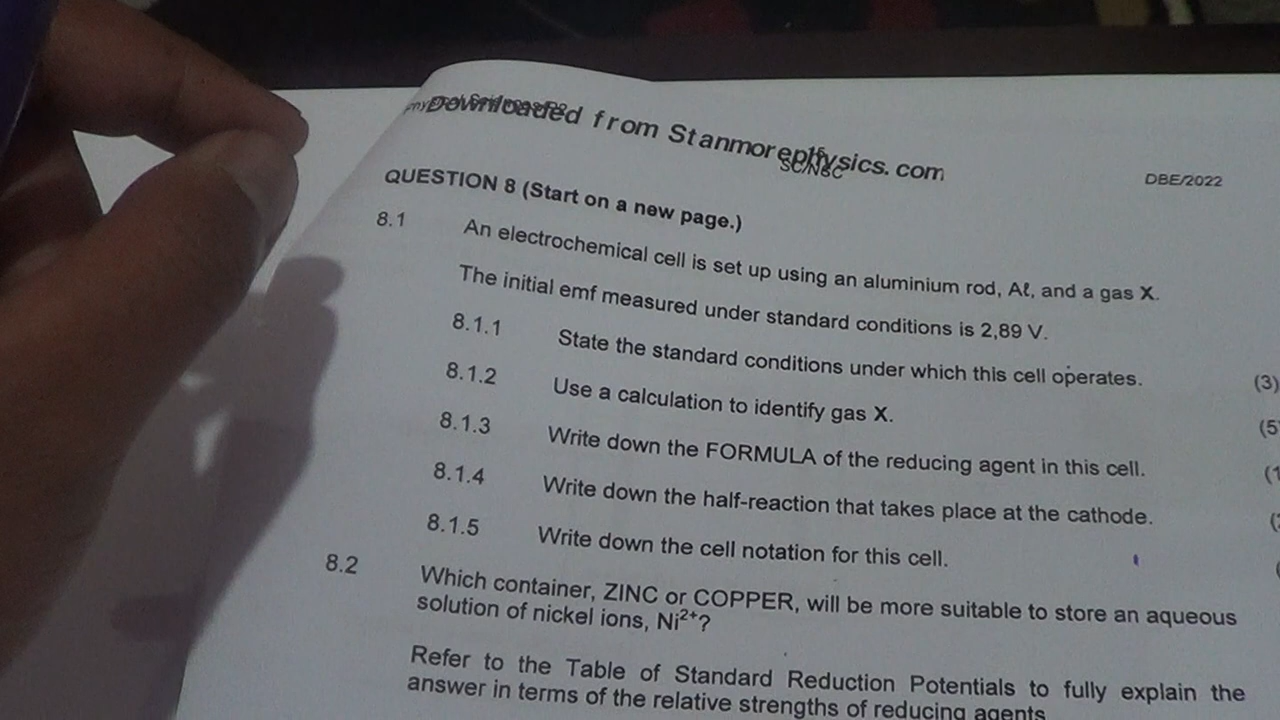 Downloaded from Stanmorephysics.com
SC/NSC
DBE/2022
QUESTION 8 (Start on a new page.)
8.1 An electrochemical cell is set up using an aluminium rod, Aℓ, and a gas X.
The initial emf measured under standard conditions is 2,89 V.
8.1.1 State the standard conditions under which this cell operates. (3)
8.1.2 Use a calculation to identify gas X. (5
8.1.3 Write down the FORMULA of the reducing agent in this cell. (1
8.1.4 Write down the half-reaction that takes place at the cathode.
8.1.5 Write down the cell notation for this cell.
8.2 Which container, ZINC or COPPER, will be more suitable to store an aqueous
solution of nickel ions, Ni²⁺?
Refer to the Table of Standard Reduction Potentials to fully explain the
answer in terms of the relative strengths of reducing agents